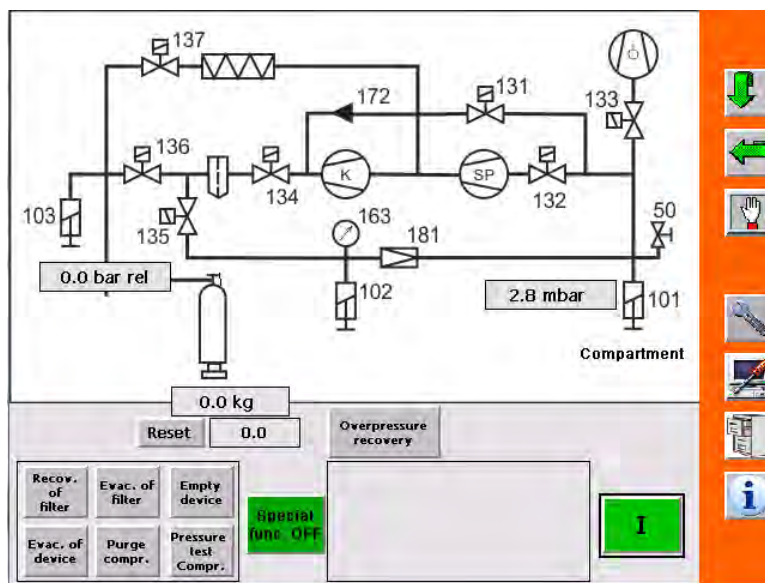 137
131
172
133
136
K
SP
134
132
50
163
103
135
181
0.0 bar rel
102
2.8 mbar
101
Compartment
0.0 kg
Reset
0.0
Overpressure
recovery
Recov.
of
filter
Evac. of
filter
Empty
device
Special
func. OFF
Evac. of
device
Purge
compr.
Pressure
test
Compr.
I
i